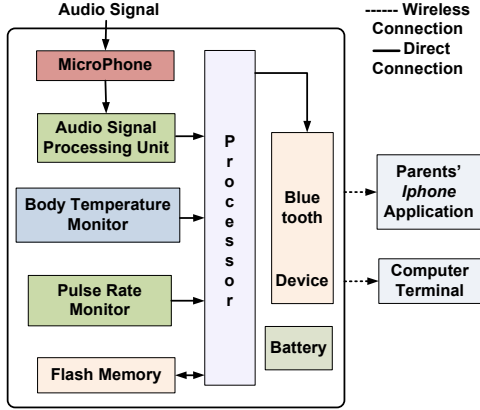 Audio Signal
------ Wireless
Connection
Direct
Connection
MicroPhone
Audio Signal
Processing Unit
Body Temperature
Monitor
Pulse Rate
Monitor
Flash Memory
P
r
o
c
e
s
s
o
r
Blue
tooth
Device
Battery
Parents'
Iphone
Application
Computer
Terminal